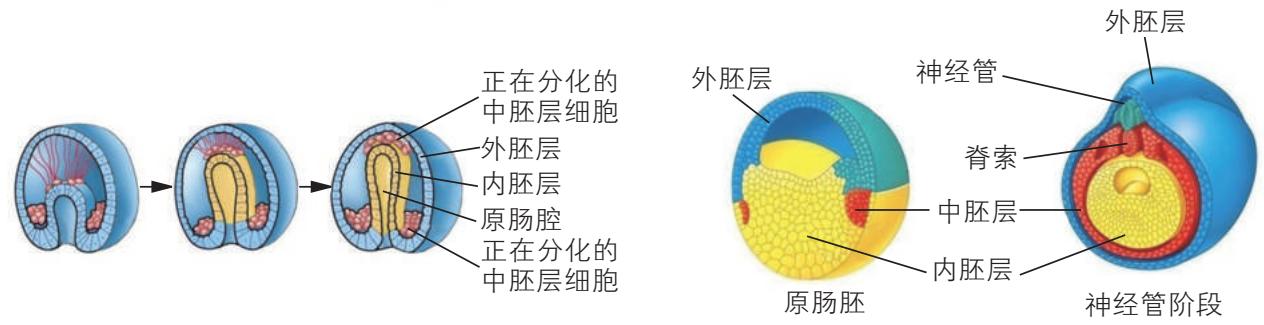 正在分化的
中胚层细胞
外胚层
内胚层
原肠腔
正在分化的
中胚层细胞
外胚层
外胚层
神经管
脊索
中胚层
内胚层
原肠胚
神经管阶段